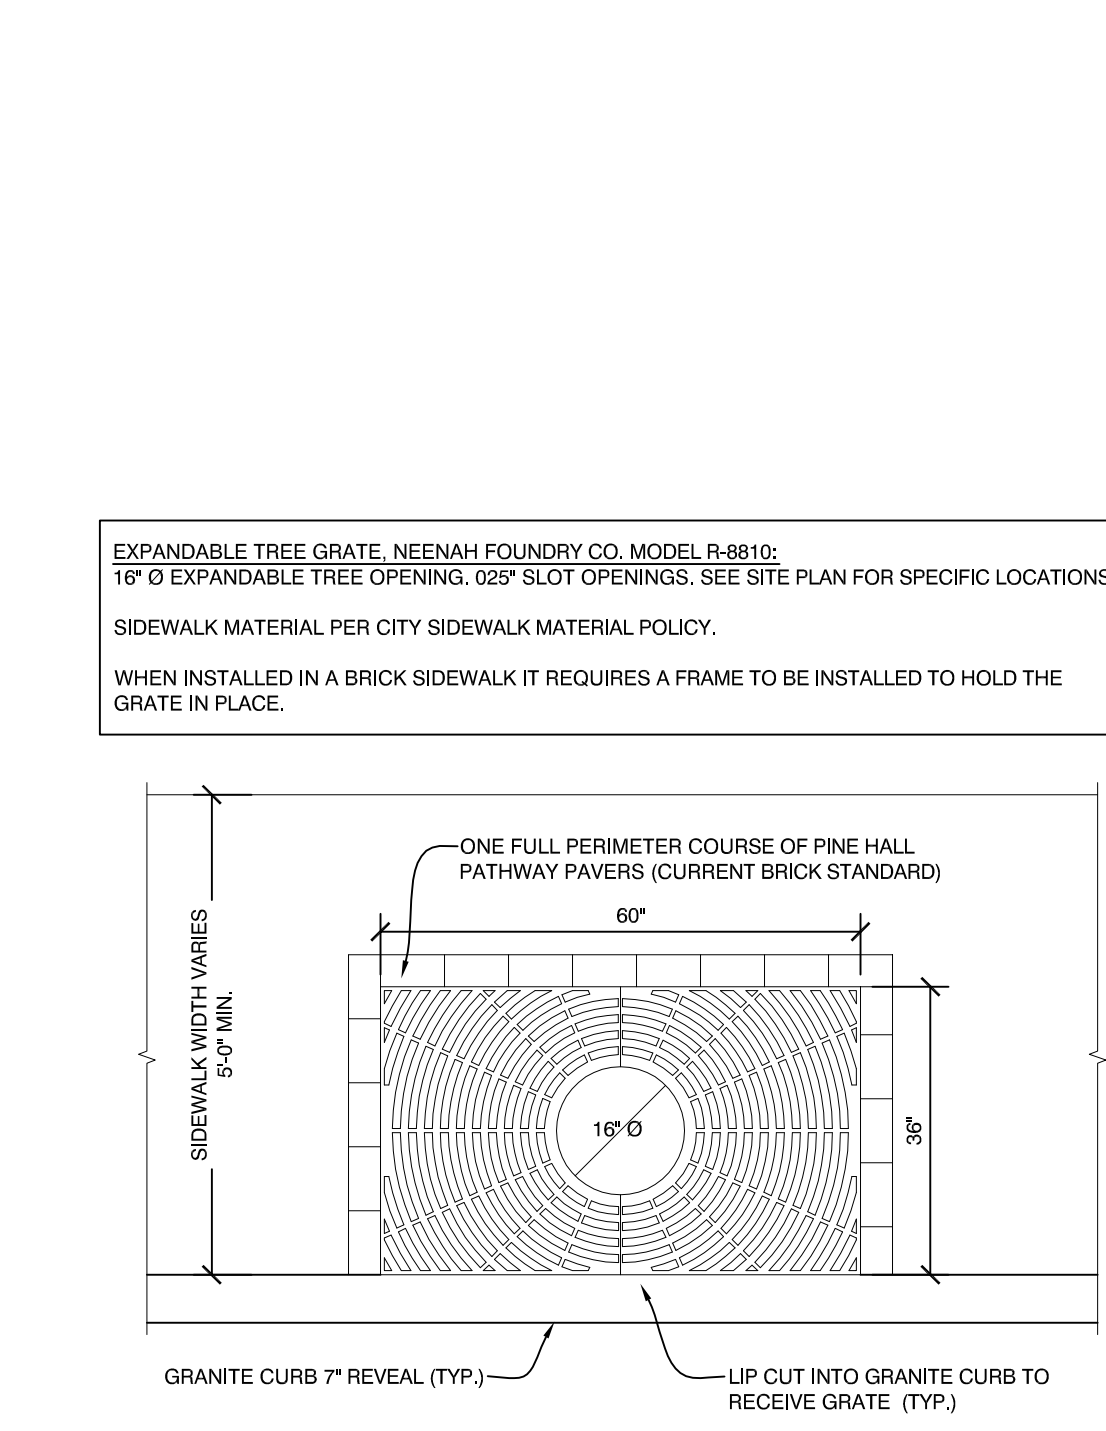 EXPANDABLE TREE GRATE, NEENAH FOUNDRY CO. MODEL R-8810:
16" Ø EXPANDABLE TREE OPENING. 025" SLOT OPENINGS. SEE SITE PLAN FOR SPECIFIC LOCATIONS
SIDEWALK MATERIAL PER CITY SIDEWALK MATERIAL POLICY.
WHEN INSTALLED IN A BRICK SIDEWALK IT REQUIRES A FRAME TO BE INSTALLED TO HOLD THE
GRATE IN PLACE.
ONE FULL PERIMETER COURSE OF PINE HALL
PATHWAY PAVERS (CURRENT BRICK STANDARD)
60"
SIDEWALK WIDTH VARIES
5'-0" MIN.
16" Ø
36"
GRANITE CURB 7" REVEAL (TYP.)
LIP CUT INTO GRANITE CURB TO
RECEIVE GRATE (TYP.)